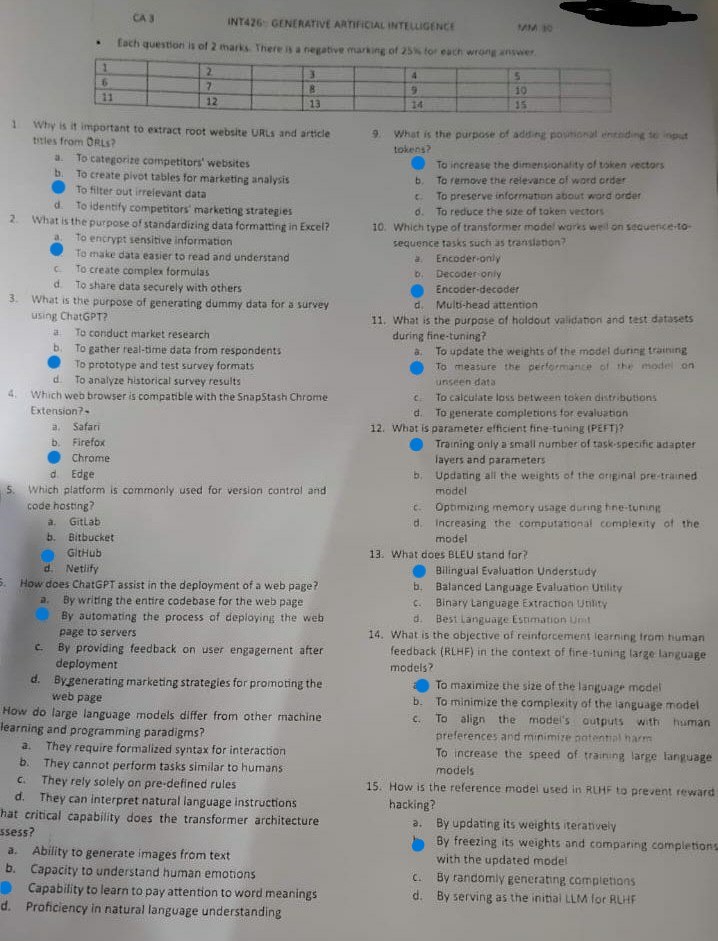 CA 3
INT426: GENERATIVE ARTIFICIAL INTELLIGENCE
MM 30
• Each question is of 2 marks. There is a negative marking of 25% for each wrong answer.
1 2 3 4 5
6 7 8 9 10
11 12 13 14 15
1. Why is it important to extract root website URLs and article
titles from URLs?
a. To categorize competitors' websites
b. To create pivot tables for marketing analysis
To filter out irrelevant data
d. To identify competitors' marketing strategies
2. What is the purpose of standardizing data formatting in Excel?
a. To encrypt sensitive information
To make data easier to read and understand
c. To create complex formulas
d. To share data securely with others
3. What is the purpose of generating dummy data for a survey
using ChatGPT?
a. To conduct market research
b. To gather real-time data from respondents
To prototype and test survey formats
d. To analyze historical survey results
4. Which web browser is compatible with the SnapStash Chrome
Extension?
a. Safari
b. Firefox
Chrome
d. Edge
5. Which platform is commonly used for version control and
code hosting?
a. GitLab
b. Bitbucket
GitHub
d. Netlify
How does ChatGPT assist in the deployment of a web page?
a. By writing the entire codebase for the web page
By automating the process of deploying the web
page to servers
c. By providing feedback on user engagement after
deployment
d. By generating marketing strategies for promoting the
web page
How do large language models differ from other machine
learning and programming paradigms?
a. They require formalized syntax for interaction
b. They cannot perform tasks similar to humans
c. They rely solely on pre-defined rules
d. They can interpret natural language instructions
hat critical capability does the transformer architecture
ssess?
a. Ability to generate images from text
b. Capacity to understand human emotions
Capability to learn to pay attention to word meanings
d. Proficiency in natural language understanding
9. What is the purpose of adding positional encoding to input
tokens?
To increase the dimensionality of token vectors
b. To remove the relevance of word order
c. To preserve information about word order
d. To reduce the size of token vectors
10. Which type of transformer model works well on sequence-to-
sequence tasks such as translation?
a. Encoder-only
b. Decoder-only
Encoder-decoder
d. Multi-head attention
11. What is the purpose of holdout validation and test datasets
during fine-tuning?
a. To update the weights of the model during training
To measure the performance of the model on
unseen data
c. To calculate loss between token distributions
d. To generate completions for evaluation
12. What is parameter efficient fine-tuning (PEFT)?
Training only a small number of task-specific adapter
layers and parameters
b. Updating all the weights of the original pre-trained
model
c. Optimizing memory usage during fine-tuning
d. Increasing the computational complexity of the
model
13. What does BLEU stand for?
Bilingual Evaluation Understudy
b. Balanced Language Evaluation Utility
c. Binary Language Extraction Utility
d. Best Language Estimation Unit
14. What is the objective of reinforcement learning from human
feedback (RLHF) in the context of fine-tuning large language
models?
To maximize the size of the language model
b. To minimize the complexity of the language model
c. To align the model's outputs with human
preferences and minimize potential harm
To increase the speed of training large language
models
15. How is the reference model used in RLHF to prevent reward
hacking?
a. By updating its weights iteratively
By freezing its weights and comparing completions
with the updated model
c. By randomly generating completions
d. By serving as the initial LLM for RLHF